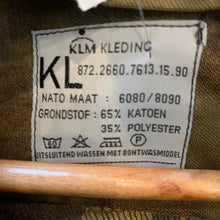 KLM KLEDING
KL 872.2660.7613.15.90
NATO MAAT : 6080/8090
GRONDSTOF: 65% KATOEN
35% POLYESTER
UITSLUITEND WASSEN MET BONTWASMIDDEL